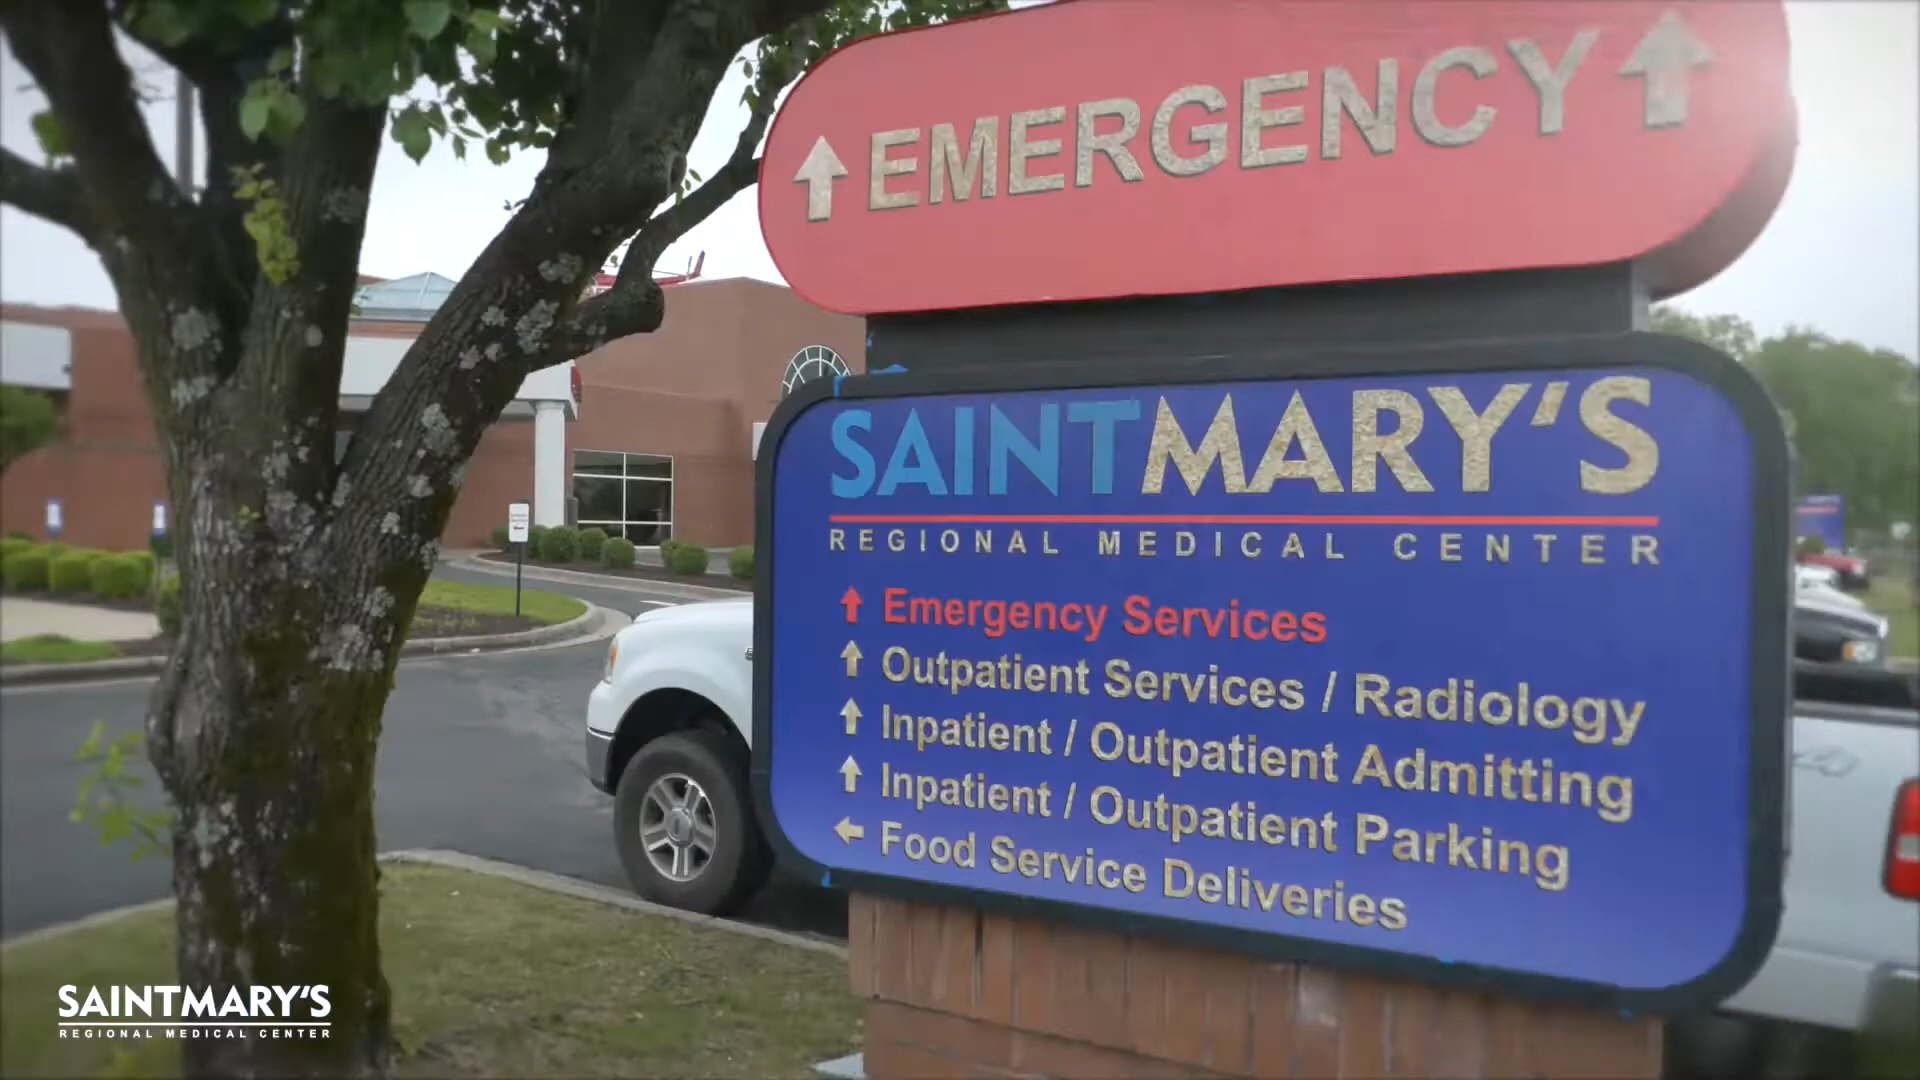 ↑ EMERGENCY ↑
SAINTMARY'S
REGIONAL MEDICAL CENTER
↑ Emergency Services
↑ Outpatient Services / Radiology
↑ Inpatient / Outpatient Admitting
↑ Inpatient / Outpatient Parking
← Food Service Deliveries
SAINTMARY'S
REGIONAL MEDICAL CENTER